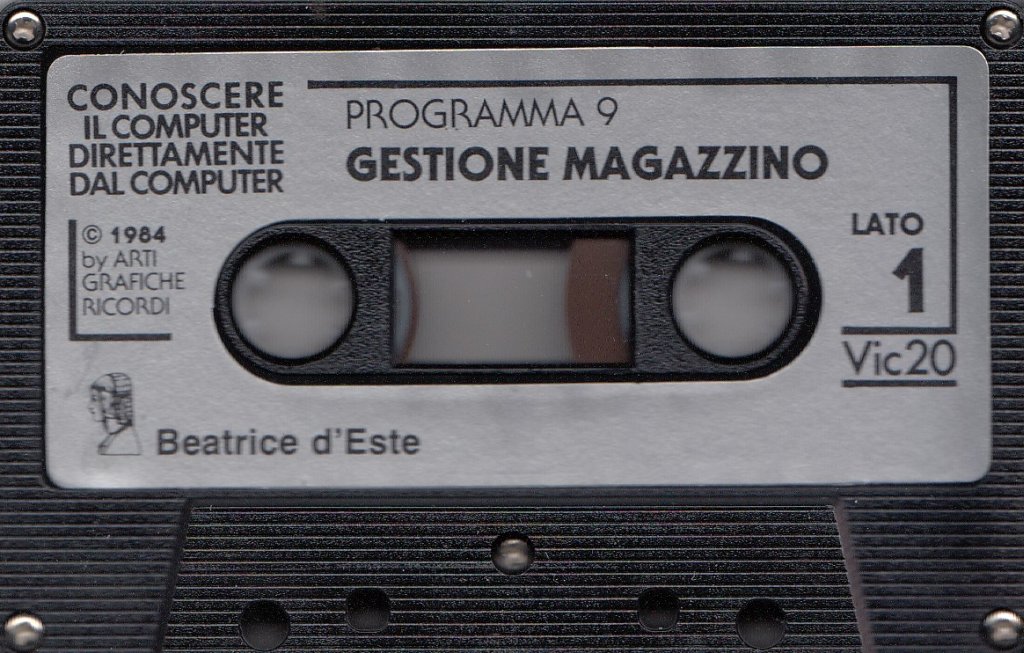 CONOSCERE
IL COMPUTER
DIRETTAMENTE
DAL COMPUTER
PROGRAMMA 9
GESTIONE MAGAZZINO
© 1984
by ARTI
GRAFICHE
RICORDI
LATO
1
Vic20
Beatrice d'Este